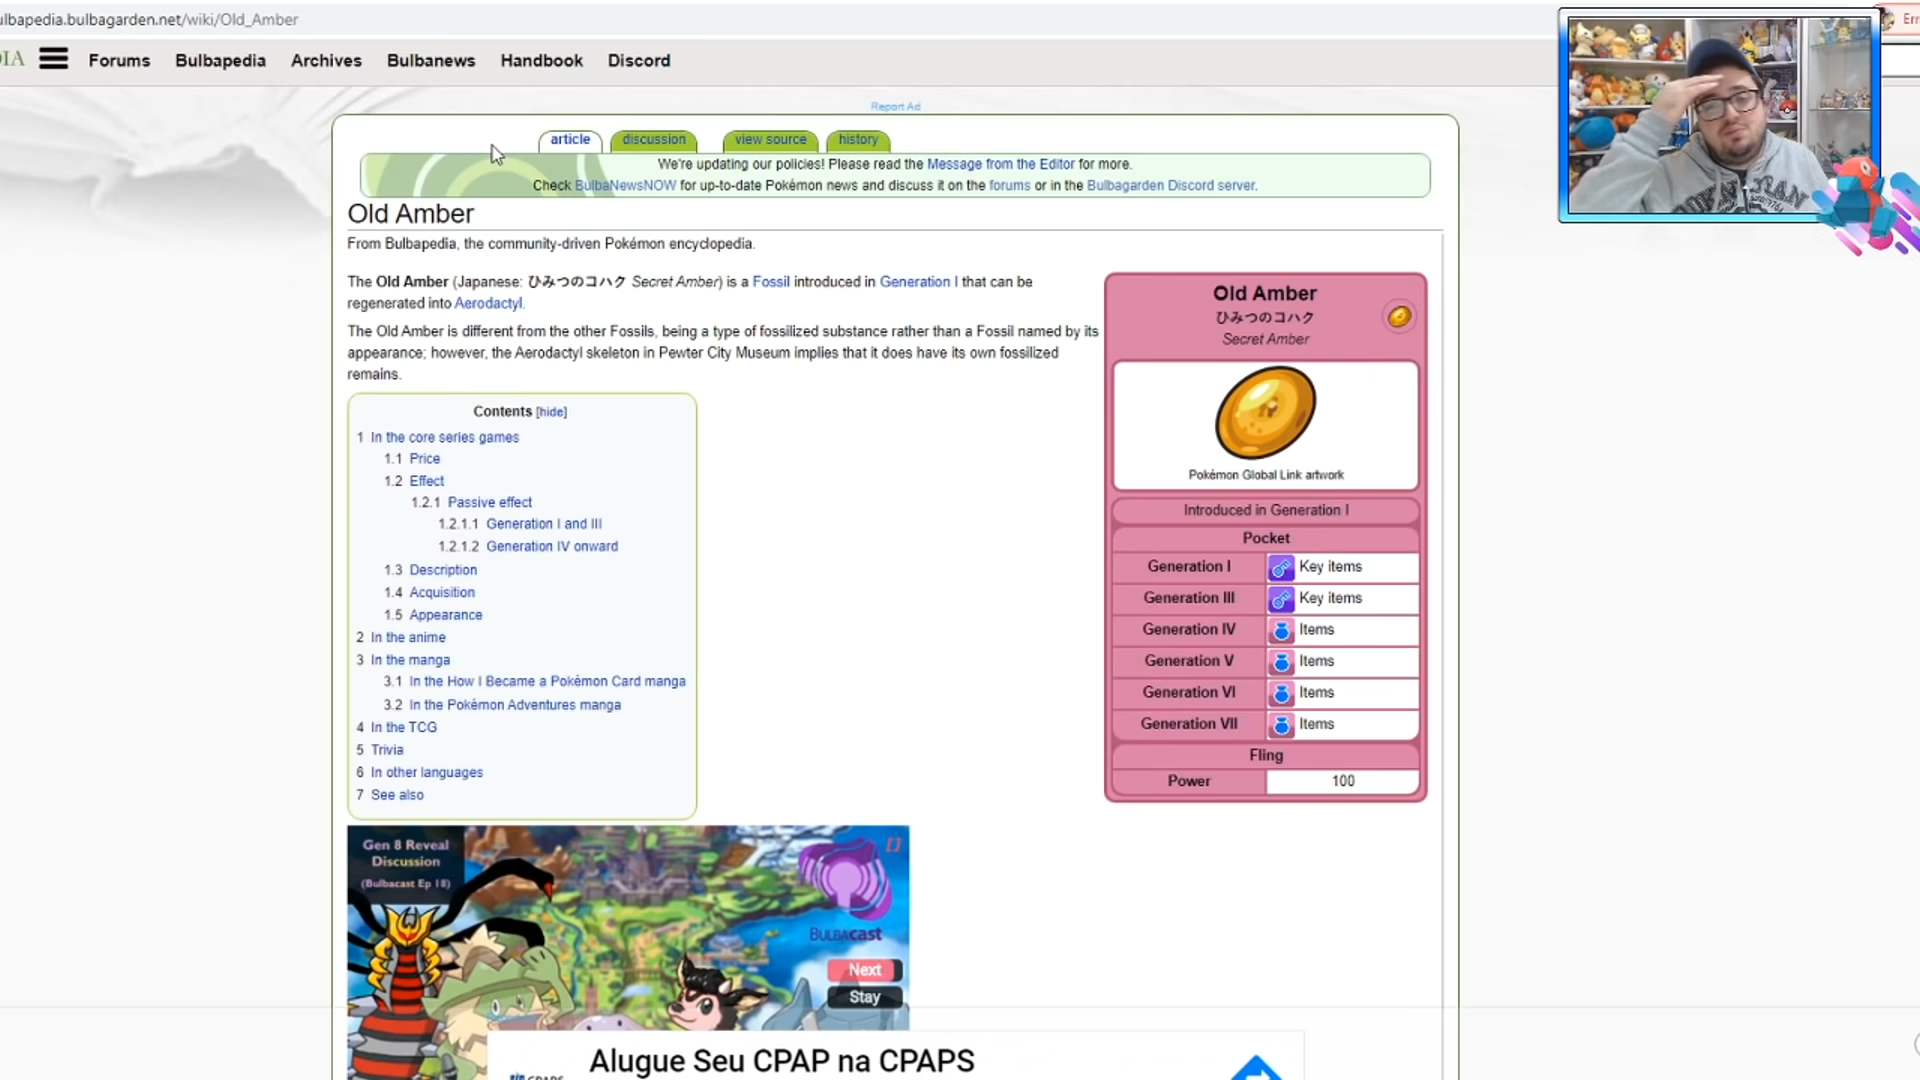 ulbapedia.bulbagarden.net/wiki/Old_Amber
Err
DIA Forums Bulbapedia Archives Bulbanews Handbook Discord
Report Ad
article discussion view source history
We're updating our policies! Please read the Message from the Editor for more.
Check BulbaNewsNOW for up-to-date Pokémon news and discuss it on the forums or in the Bulbagarden Discord server.
Old Amber
From Bulbapedia, the community-driven Pokémon encyclopedia.
The Old Amber (Japanese: ひみつのコハク Secret Amber) is a Fossil introduced in Generation I that can be
regenerated into Aerodactyl.
The Old Amber is different from the other Fossils, being a type of fossilized substance rather than a Fossil named by its
appearance; however, the Aerodactyl skeleton in Pewter City Museum implies that it does have its own fossilized
remains.
Contents [hide]
1 In the core series games
1.1 Price
1.2 Effect
1.2.1 Passive effect
1.2.1.1 Generation I and III
1.2.1.2 Generation IV onward
1.3 Description
1.4 Acquisition
1.5 Appearance
2 In the anime
3 In the manga
3.1 In the How I Became a Pokémon Card manga
3.2 In the Pokémon Adventures manga
4 In the TCG
5 Trivia
6 In other languages
7 See also
Old Amber
ひみつのコハク
Secret Amber
Pokémon Global Link artwork
Introduced in Generation I
Pocket
Generation I Key items
Generation III Key items
Generation IV Items
Generation V Items
Generation VI Items
Generation VII Items
Fling
Power 100
Gen 8 Reveal
Discussion
(Bulbacast Ep 18)
BULBACAST
Next
Stay
Alugue Seu CPAP na CPAPS